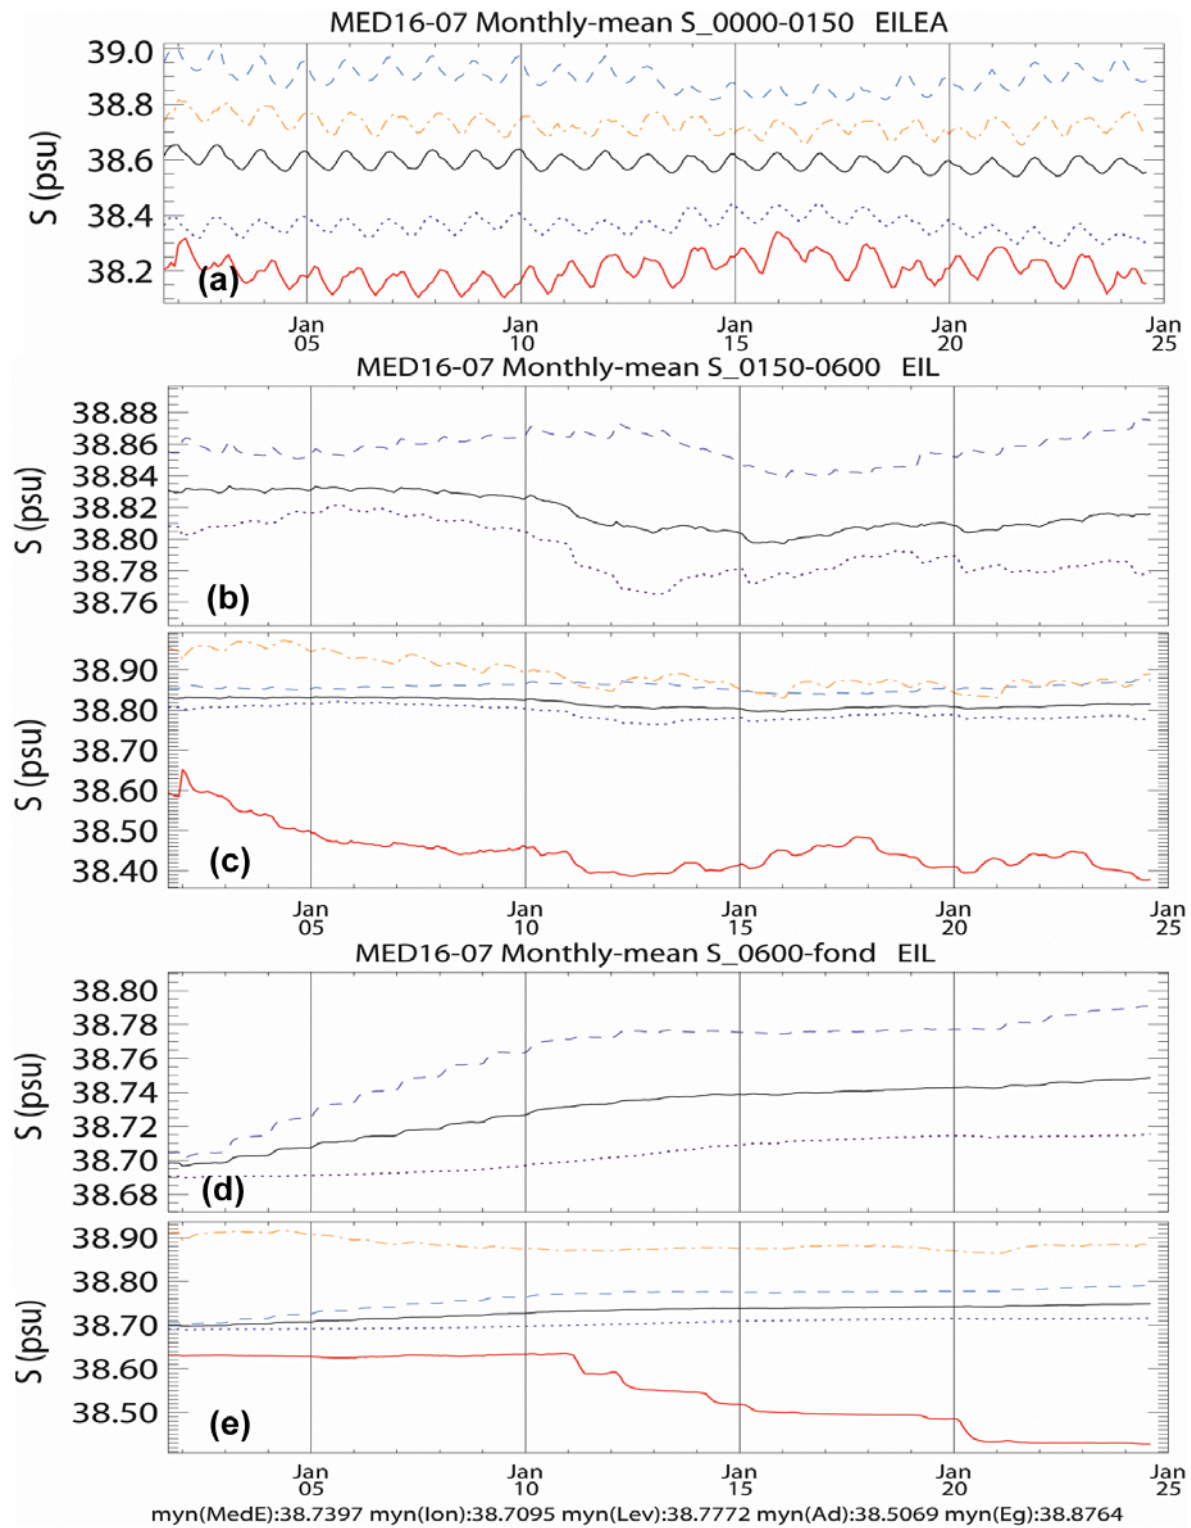 MED16-07 Monthly-mean S_0000-0150 EILEA
39.0
38.8
38.6
38.4
38.2
S (psu)
(a)
Jan 05 Jan 10 Jan 15 Jan 20 Jan 25
MED16-07 Monthly-mean S_0150-0600 EIL
38.88
38.86
38.84
38.82
38.80
38.78
38.76
S (psu)
(b)
38.90
38.80
38.70
38.60
38.50
38.40
S (psu)
(c)
Jan 05 Jan 10 Jan 15 Jan 20 Jan 25
MED16-07 Monthly-mean S_0600-fond EIL
38.80
38.78
38.76
38.74
38.72
38.70
38.68
S (psu)
(d)
38.90
38.80
38.70
38.60
38.50
S (psu)
(e)
Jan 05 Jan 10 Jan 15 Jan 20 Jan 25
myn(MedE):38.7397 myn(Ion):38.7095 myn(Lev):38.7772 myn(Ad):38.5069 myn(Eg):38.8764